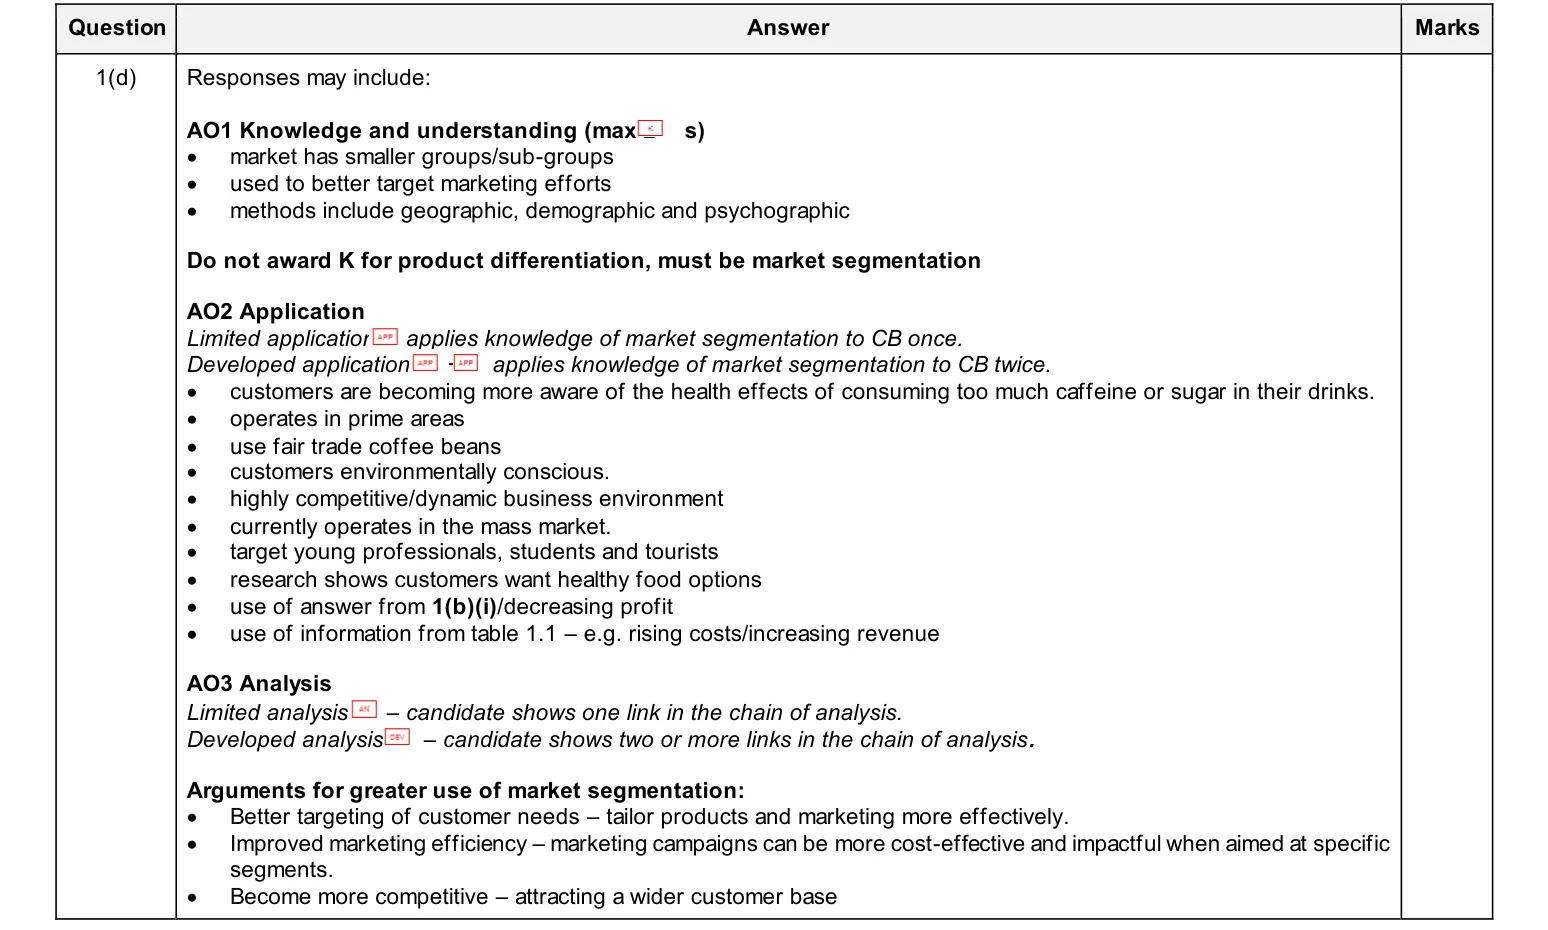 Question Answer Marks
1(d) Responses may include:
AO1 Knowledge and understanding (max K s)
• market has smaller groups/sub-groups
• used to better target marketing efforts
• methods include geographic, demographic and psychographic
Do not award K for product differentiation, must be market segmentation
AO2 Application
Limited application APP applies knowledge of market segmentation to CB once.
Developed application APP - APP applies knowledge of market segmentation to CB twice.
• customers are becoming more aware of the health effects of consuming too much caffeine or sugar in their drinks.
• operates in prime areas
• use fair trade coffee beans
• customers environmentally conscious.
• highly competitive/dynamic business environment
• currently operates in the mass market.
• target young professionals, students and tourists
• research shows customers want healthy food options
• use of answer from 1(b)(i)/decreasing profit
• use of information from table 1.1 – e.g. rising costs/increasing revenue
AO3 Analysis
Limited analysis AN – candidate shows one link in the chain of analysis.
Developed analysis DEV – candidate shows two or more links in the chain of analysis.
Arguments for greater use of market segmentation:
• Better targeting of customer needs – tailor products and marketing more effectively.
• Improved marketing efficiency – marketing campaigns can be more cost-effective and impactful when aimed at specific
segments.
• Become more competitive – attracting a wider customer base